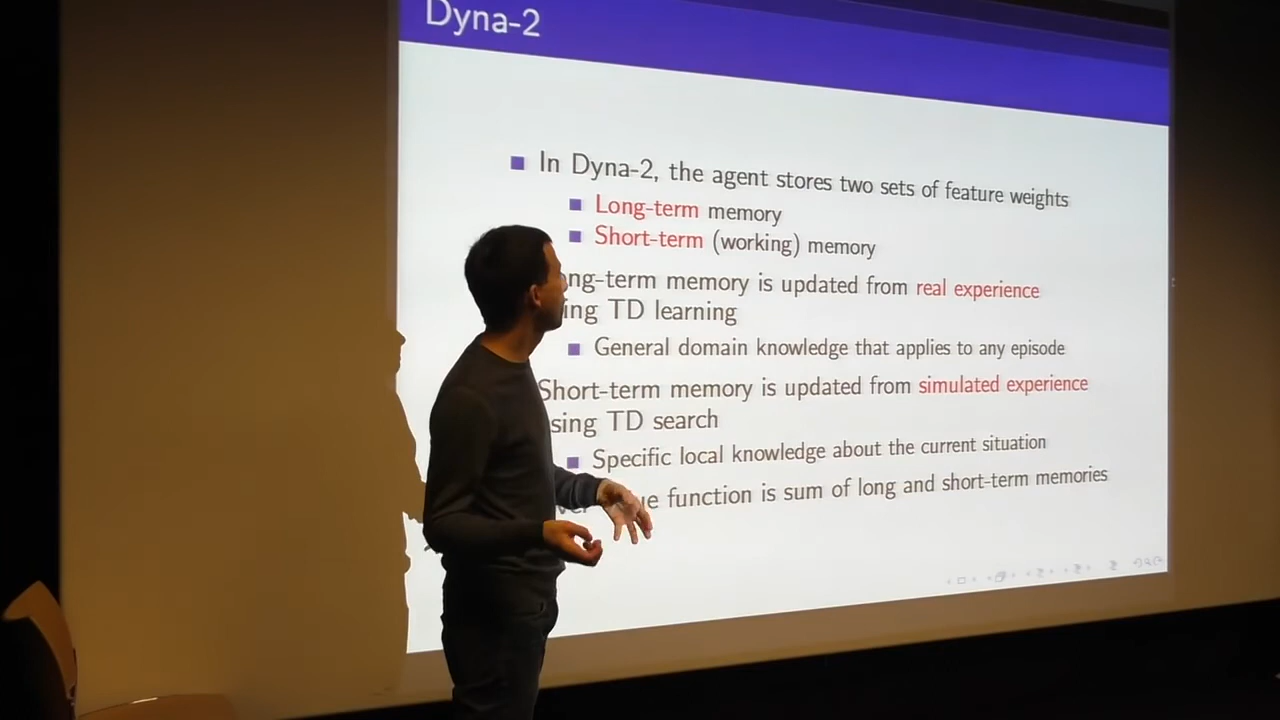 Dyna-2
In Dyna-2, the agent stores two sets of feature weights
Long-term memory
Short-term (working) memory
ong-term memory is updated from real experience
ing TD learning
General domain knowledge that applies to any episode
Short-term memory is updated from simulated experience
sing TD search
Specific local knowledge about the current situation
function is sum of long and short-term memories